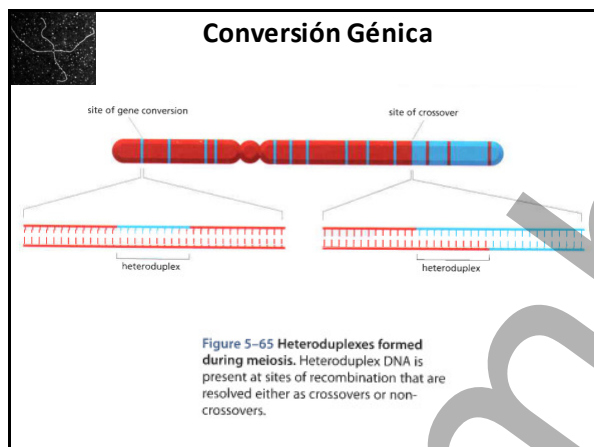 Conversión Génica
site of gene conversion
site of crossover
heteroduplex
heteroduplex
Figure 5–65 Heteroduplexes formed
during meiosis. Heteroduplex DNA is
present at sites of recombination that are
resolved either as crossovers or non-
crossovers.